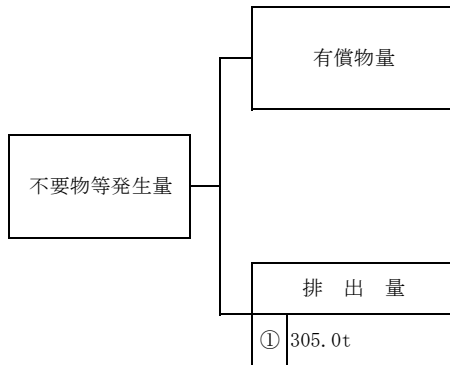 有償物量
不要物等発生量
排 出 量
① 305.0t